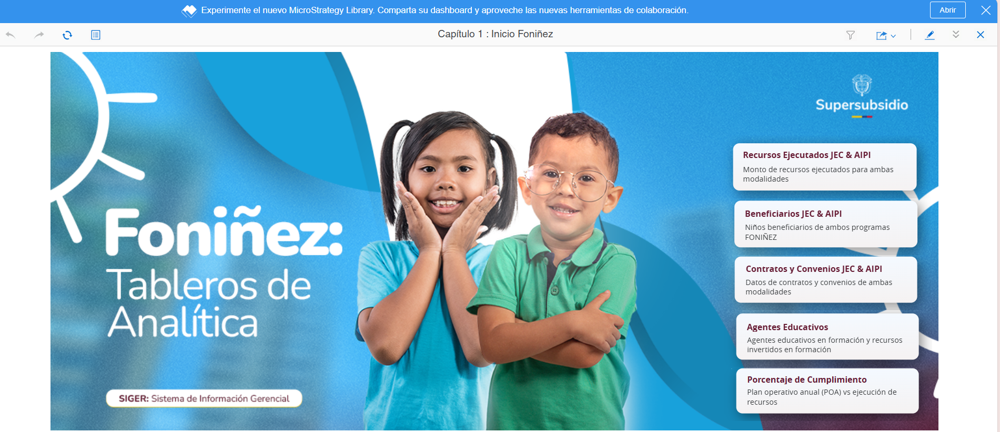 Experimente el nuevo MicroStrategy Library. Comparta su dashboard y aproveche las nuevas herramientas de colaboración.
Abrir
Capítulo 1 : Inicio Foniñez
Supersubsidio
Foniñez:
Tableros de
Analítica
SIGER: Sistema de Información Gerencial
Recursos Ejecutados JEC & AIPI
Monto de recursos ejecutados para ambas
modalidades
Beneficiarios JEC & AIPI
Niños beneficiarios de ambos programas
FONIÑEZ
Contratos y Convenios JEC & AIPI
Datos de contratos y convenios de ambas
modalidades
Agentes Educativos
Agentes educativos en formación y recursos
invertidos en formación
Porcentaje de Cumplimiento
Plan operativo anual (POA) vs ejecución de
recursos